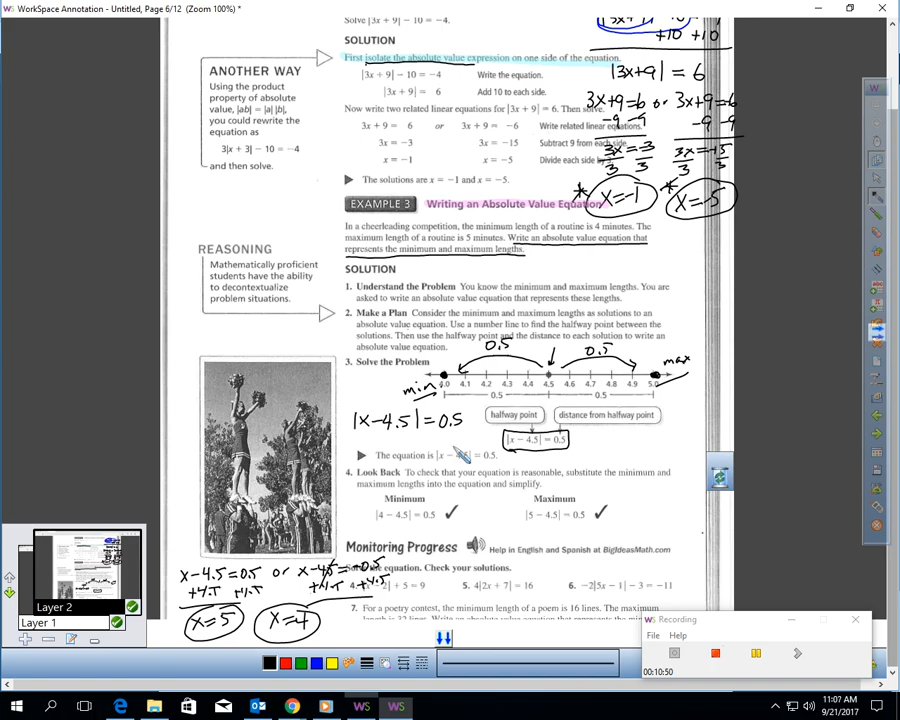 * WorkSpace Annotation - Untitled, Page 6/12 (Zoom 100%) *
Solve |3x + 9| − 10 = −4.
+10 +10
SOLUTION
First isolate the absolute value expression on one side of the equation.
ANOTHER WAY
Using the product
property of absolute
value, |ab| = |a| |b|,
you could rewrite the
equation as
3|x + 3| − 10 = −4
and then solve.
|3x + 9| − 10 = −4 Write the equation.
|3x + 9| = 6 Add 10 to each side.
Now write two related linear equations for |3x + 9| = 6. Then solve.
3x + 9 = 6 or 3x + 9 = −6 Write related linear equations.
3x = −3 3x = −15 Subtract 9 from each side.
x = −1 x = −5 Divide each side by 3.
The solutions are x = −1 and x = −5.
|3x+9| = 6
3x+9=6 or 3x+9=-6
-9 -9 -9 -9
3x=-3 3x=-15
3 3 3 3
* x=-1 * x=-5
EXAMPLE 3 Writing an Absolute Value Equation
In a cheerleading competition, the minimum length of a routine is 4 minutes. The
maximum length of a routine is 5 minutes. Write an absolute value equation that
represents the minimum and maximum lengths.
REASONING
Mathematically proficient
students have the ability
to decontextualize
problem situations.
SOLUTION
1. Understand the Problem You know the minimum and maximum lengths. You are
asked to write an absolute value equation that represents these lengths.
2. Make a Plan Consider the minimum and maximum lengths as solutions to an
absolute value equation. Use a number line to find the halfway point between the
solutions. Then use the halfway point and the distance to each solution to write an
absolute value equation.
3. Solve the Problem
0.5 0.5
max
4.0 4.1 4.2 4.3 4.4 4.5 4.6 4.7 4.8 4.9 5.0
min
0.5 0.5
|x-4.5|=0.5
halfway point distance from halfway point
|x − 4.5| = 0.5
The equation is |x − 4.5| = 0.5.
4. Look Back To check that your equation is reasonable, substitute the minimum and
maximum lengths into the equation and simplify.
Minimum Maximum
|4 − 4.5| = 0.5 ✓ |5 − 4.5| = 0.5 ✓
Monitoring Progress Help in English and Spanish at BigIdeasMath.com
equation. Check your solutions.
+ 5 = 9 5. 4|2x + 7| = 16 6. −2|5x − 1| − 3 = −11
7. For a poetry contest, the minimum length of a poem is 16 lines. The maximum
x-4.5=0.5 or x-4.5=-0.5
+4.5 +4.5 +4.5 +4.5
x=5 x=4
Layer 2
Layer 1
Recording
File Help
00:10:50
11:07 AM
9/21/2017